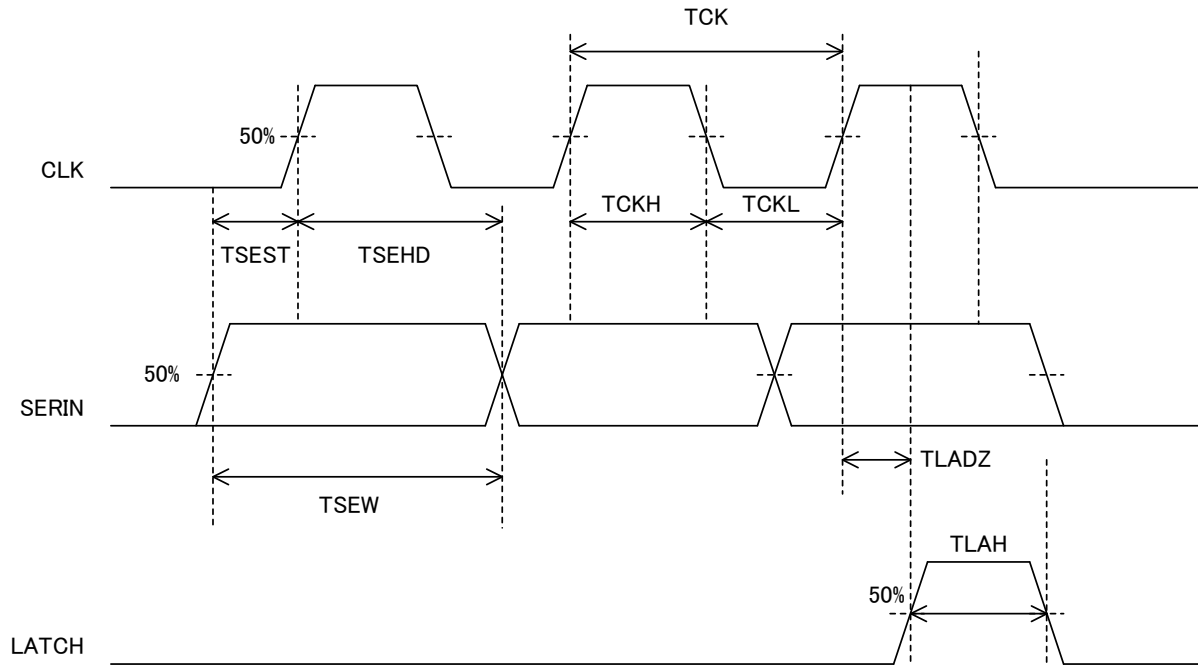 TCK
50%
CLK
TCKH
TCKL
TSEST
TSEHD
50%
SERIN
TLADZ
TSEW
TLAH
50%
LATCH